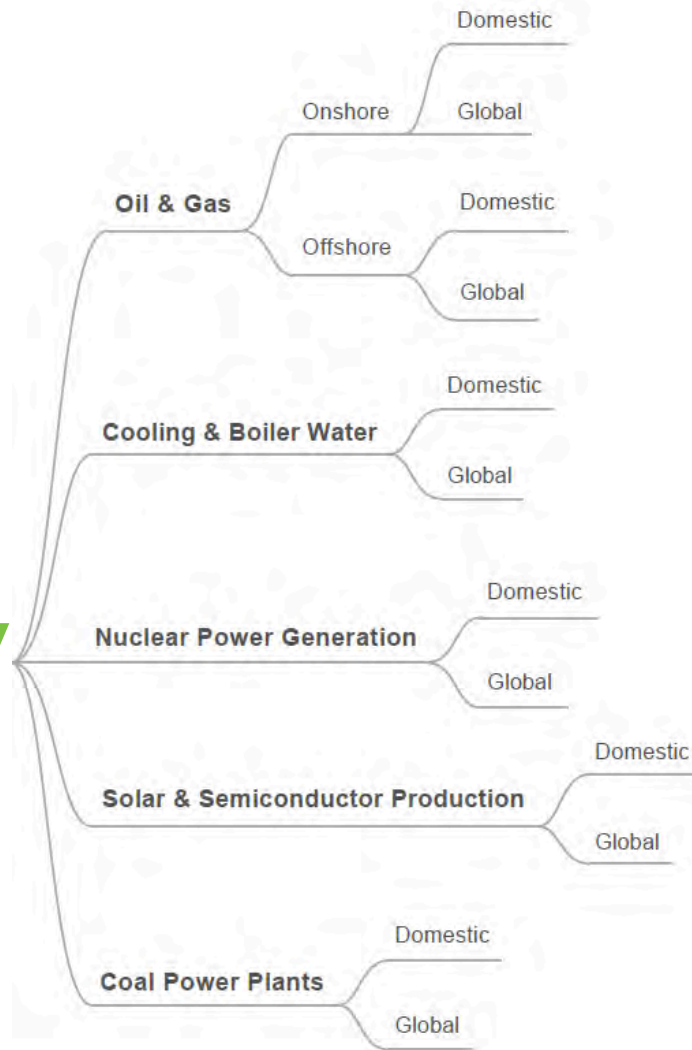 Domestic
Onshore
Global
Oil & Gas
Domestic
Offshore
Global
Domestic
Cooling & Boiler Water
Global
Domestic
Nuclear Power Generation
Global
Domestic
Solar & Semiconductor Production
Global
Domestic
Coal Power Plants
Global